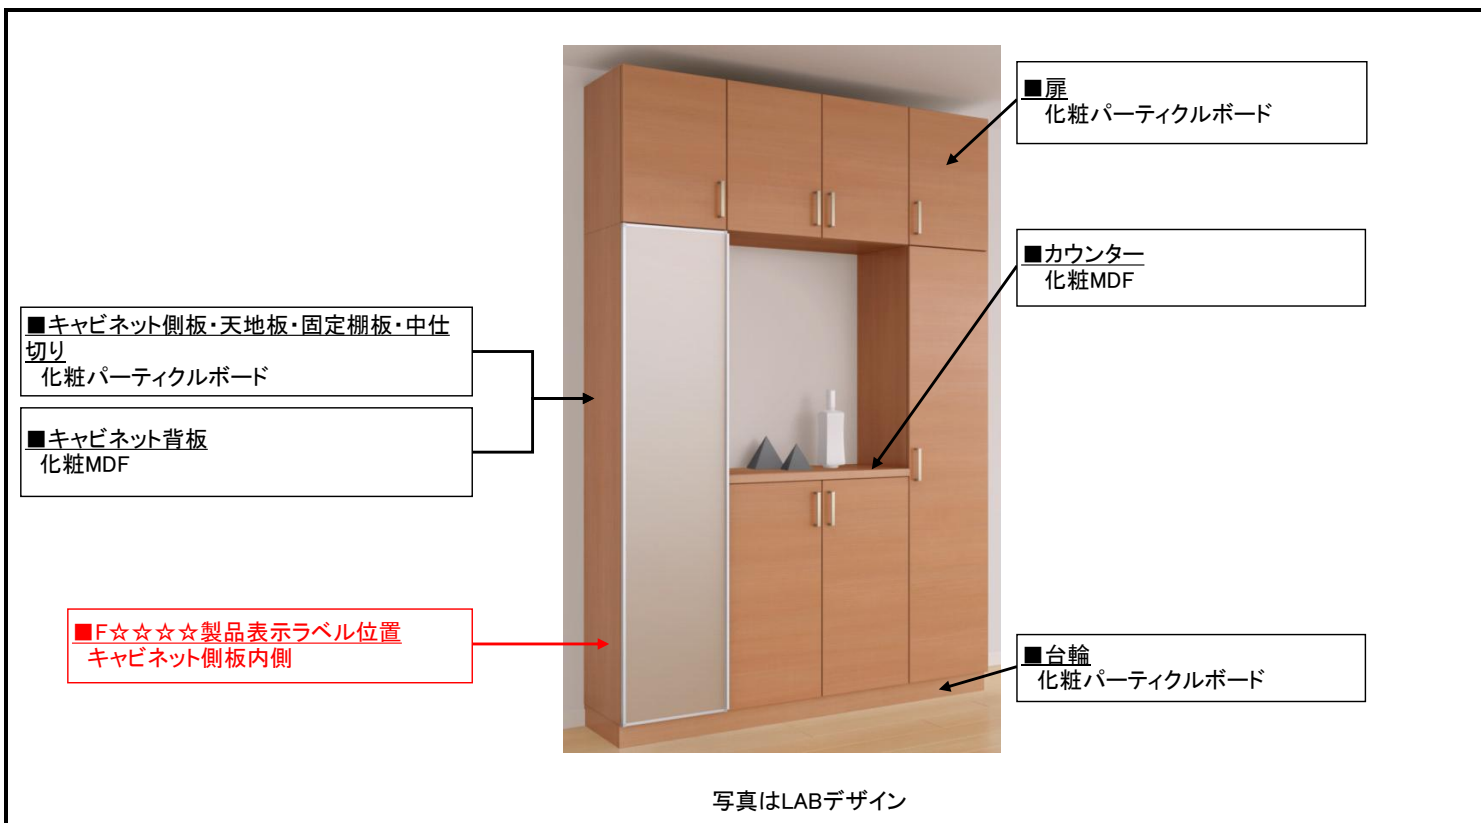 ■扉
化粧パーティクルボード
■カウンター
化粧MDF
■キャビネット側板・天地板・固定棚板・中仕
切り
化粧パーティクルボード
■キャビネット背板
化粧MDF
■F☆☆☆☆製品表示ラベル位置
キャビネット側板内側
■台輪
化粧パーティクルボード
写真はLABデザイン